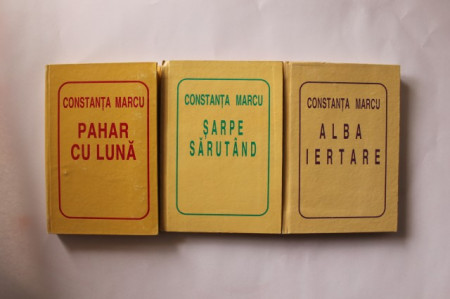 CONSTANȚA MARCU
PAHAR
CU LUNĂ
CONSTANȚA MARCU
ȘARPE
SĂRUTÂND
CONSTANȚA MARCU
ALBA
IERTARE